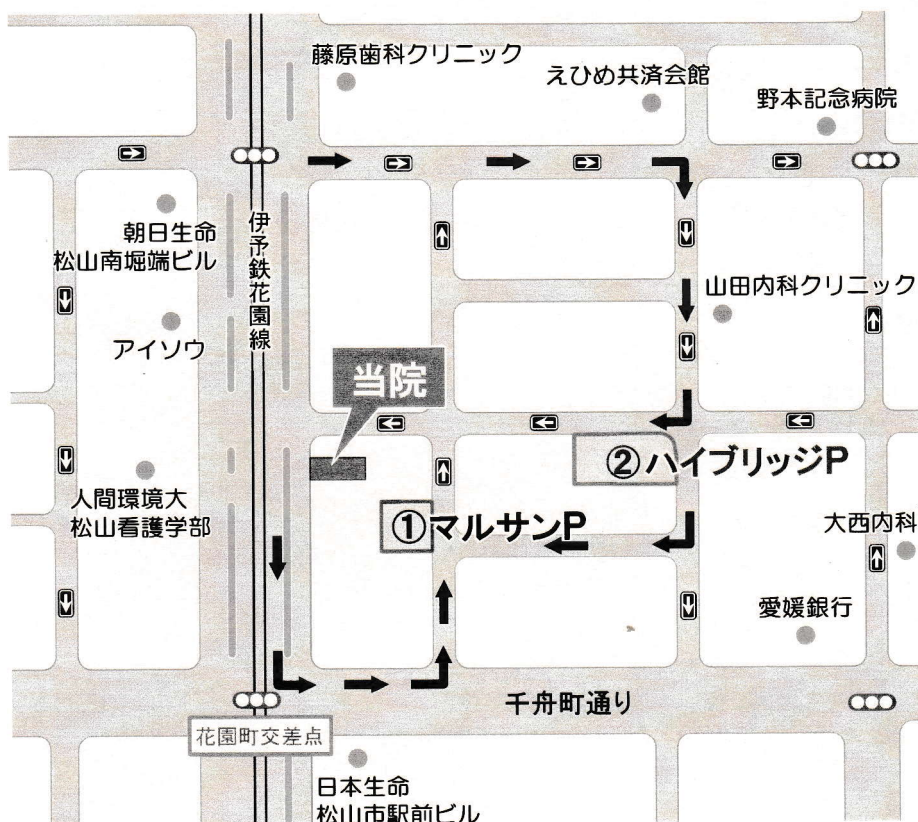 藤原歯科クリニック
えひめ共済会館
野本記念病院
朝日生命
松山南堀端ビル
伊予鉄花園線
山田内科クリニック
アイソウ
当院
②ハイブリッジP
人間環境大
松山看護学部
①マルサンP
大西内科
愛媛銀行
千舟町通り
花園町交差点
日本生命
松山市駅前ビル